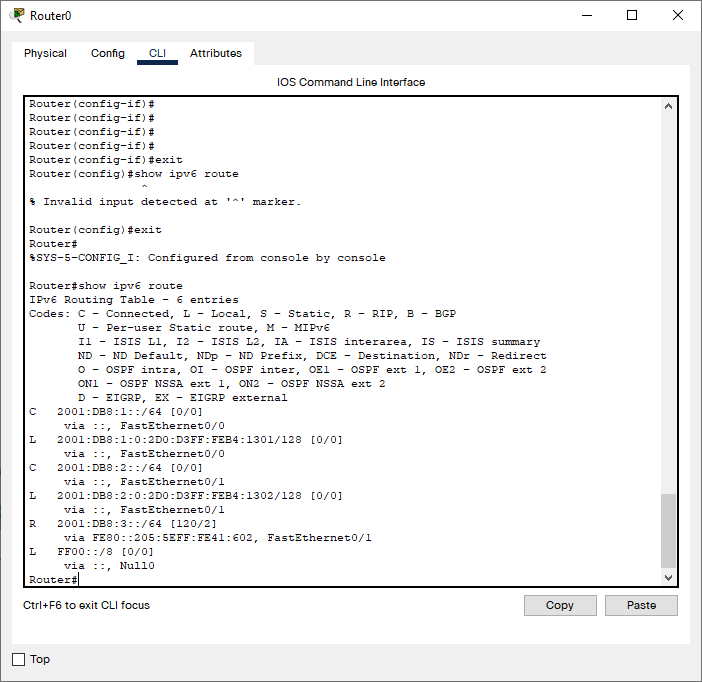 Router0
Physical Config CLI Attributes
IOS Command Line Interface
Router(config-if)#
Router(config-if)#
Router(config-if)#
Router(config-if)#
Router(config-if)#exit
Router(config)#show ipv6 route
^
% Invalid input detected at '^' marker.
Router(config)#exit
Router#
%SYS-5-CONFIG_I: Configured from console by console
Router#show ipv6 route
IPv6 Routing Table - 6 entries
Codes: C - Connected, L - Local, S - Static, R - RIP, B - BGP
U - Per-user Static route, M - MIPv6
I1 - ISIS L1, I2 - ISIS L2, IA - ISIS interarea, IS - ISIS summary
ND - ND Default, NDp - ND Prefix, DCE - Destination, NDr - Redirect
O - OSPF intra, OI - OSPF inter, OE1 - OSPF ext 1, OE2 - OSPF ext 2
ON1 - OSPF NSSA ext 1, ON2 - OSPF NSSA ext 2
D - EIGRP, EX - EIGRP external
C 2001:DB8:1::/64 [0/0]
via ::, FastEthernet0/0
L 2001:DB8:1:0:2D0:D3FF:FEB4:1301/128 [0/0]
via ::, FastEthernet0/0
C 2001:DB8:2::/64 [0/0]
via ::, FastEthernet0/1
L 2001:DB8:2:0:2D0:D3FF:FEB4:1302/128 [0/0]
via ::, FastEthernet0/1
R 2001:DB8:3::/64 [120/2]
via FE80::205:5EFF:FE41:602, FastEthernet0/1
L FF00::/8 [0/0]
via ::, Null0
Router#
Ctrl+F6 to exit CLI focus
Copy Paste
Top